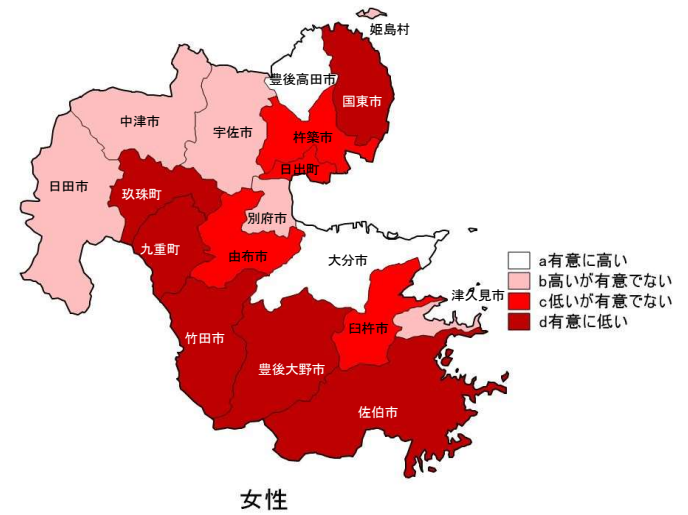 姫島村
豊後高田市
国東市
中津市
宇佐市
杵築市
日出町
日田市
玖珠町
別府市
九重町
由布市
大分市
a有意に高い
b高いが有意でない
c低いが有意でない
d有意に低い
津久見市
臼杵市
竹田市
豊後大野市
佐伯市
女性